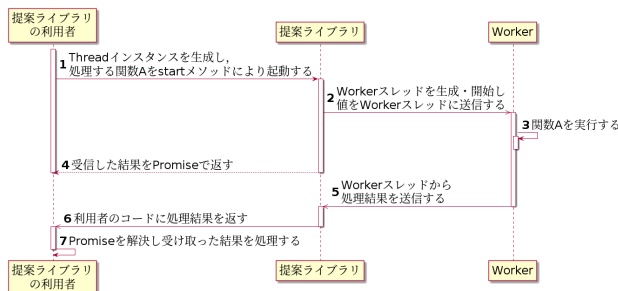 提案ライブラリ
の利用者
提案ライブラリ
Worker
1 Threadインスタンスを生成し,
処理する関数Aをstartメソッドにより起動する
2 Workerスレッドを生成・開始し
値をWorkerスレッドに送信する
3 関数Aを実行する
4 受信した結果をPromiseで返す
5 Workerスレッドから
処理結果を送信する
6 利用者のコードに処理結果を返す
7 Promiseを解決し受け取った結果を処理する
提案ライブラリ
の利用者
提案ライブラリ
Worker